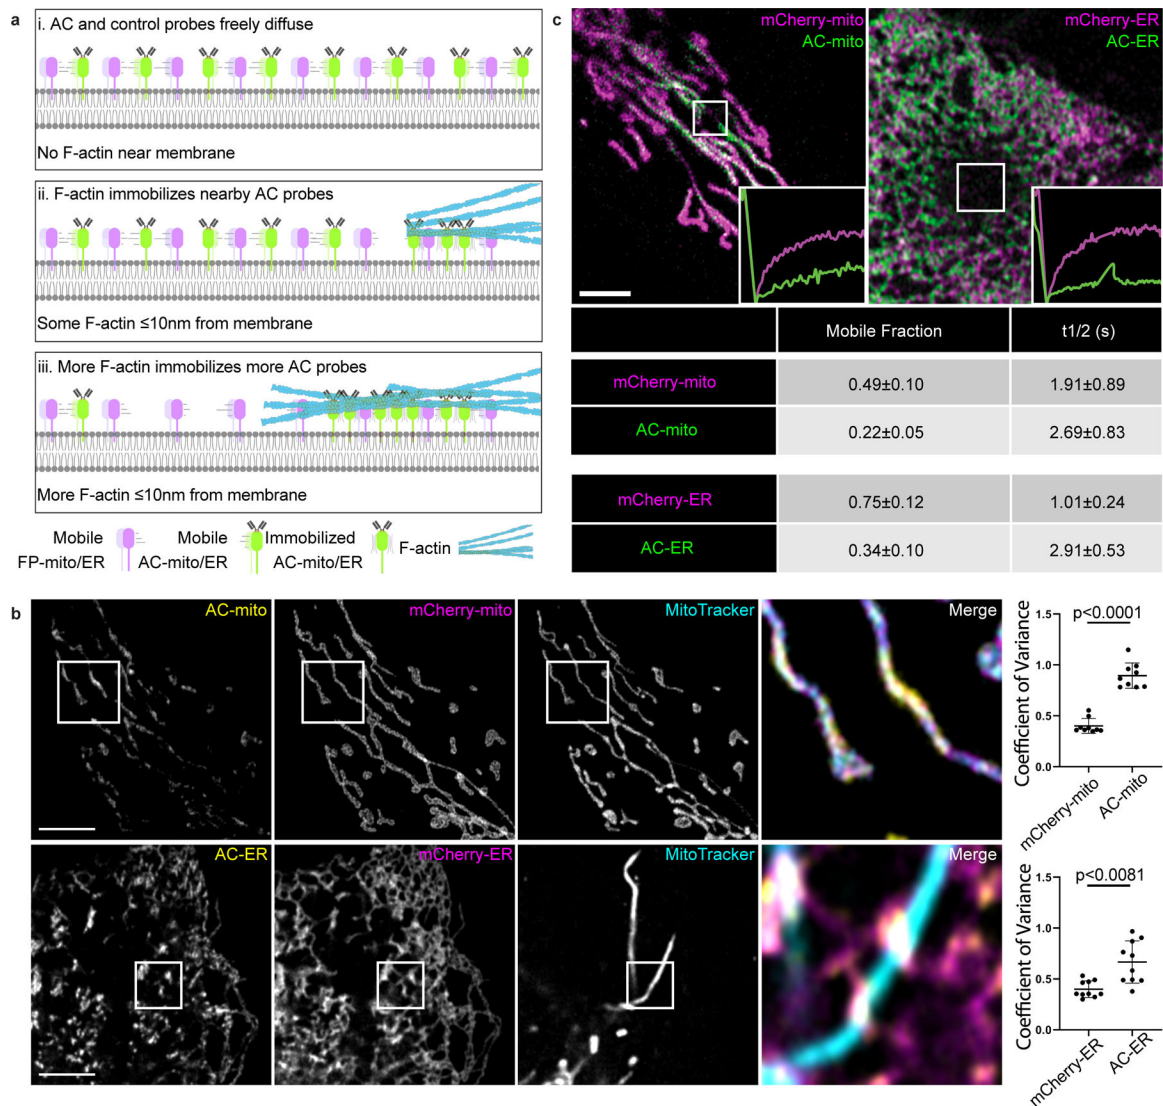 a
i. AC and control probes freely diffuse
No F-actin near membrane
ii. F-actin immobilizes nearby AC probes
Some F-actin ≤10nm from membrane
iii. More F-actin immobilizes more AC probes
More F-actin ≤10nm from membrane
Mobile
FP-mito/ER
Mobile
AC-mito/ER
Immobilized
AC-mito/ER
F-actin
c
mCherry-mito
AC-mito
mCherry-ER
AC-ER
Mobile Fraction t1/2 (s)
mCherry-mito 0.49±0.10 1.91±0.89
AC-mito 0.22±0.05 2.69±0.83
mCherry-ER 0.75±0.12 1.01±0.24
AC-ER 0.34±0.10 2.91±0.53
b
AC-mito
mCherry-mito
MitoTracker
Merge
Coefficient of Variance
1.5
1.0
0.5
0.0
p<0.0001
mCherry-mito
AC-mito
AC-ER
mCherry-ER
MitoTracker
Merge
Coefficient of Variance
1.5
1.0
0.5
0.0
p<0.0081
mCherry-ER
AC-ER